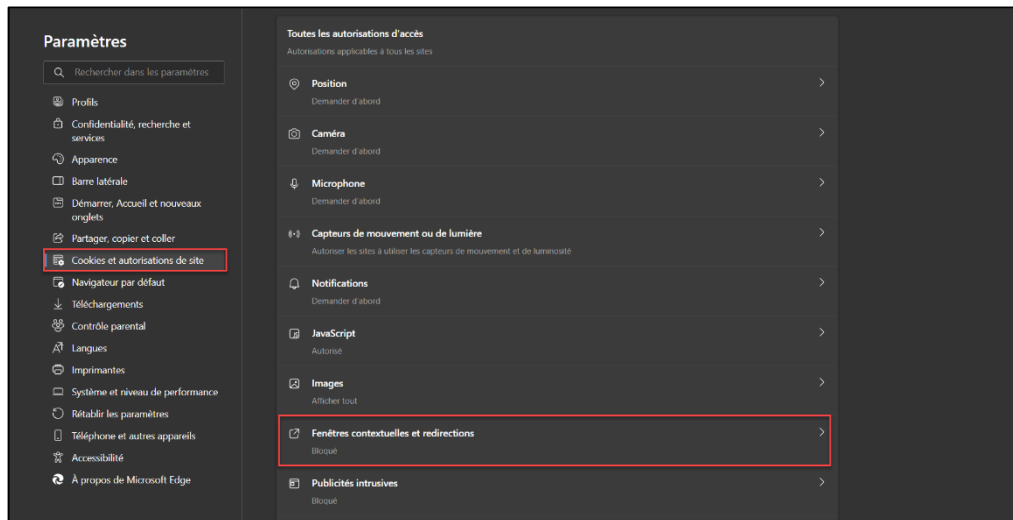 Paramètres
Rechercher dans les paramètres
Profils
Confidentialité, recherche et
services
Apparence
Barre latérale
Démarrer, Accueil et nouveaux
onglets
Partager, copier et coller
Cookies et autorisations de site
Navigateur par défaut
Téléchargements
Contrôle parental
Langues
Imprimantes
Système et niveau de performance
Rétablir les paramètres
Téléphone et autres appareils
Accessibilité
À propos de Microsoft Edge
Toutes les autorisations d'accès
Autorisations applicables à tous les sites
Position
Demander d'abord
Caméra
Demander d'abord
Microphone
Demander d'abord
Capteurs de mouvement ou de lumière
Autoriser les sites à utiliser les capteurs de mouvement et de luminosité
Notifications
Demander d'abord
JavaScript
Autorisé
Images
Afficher tout
Fenêtres contextuelles et redirections
Bloqué
Publicités intrusives
Bloqué